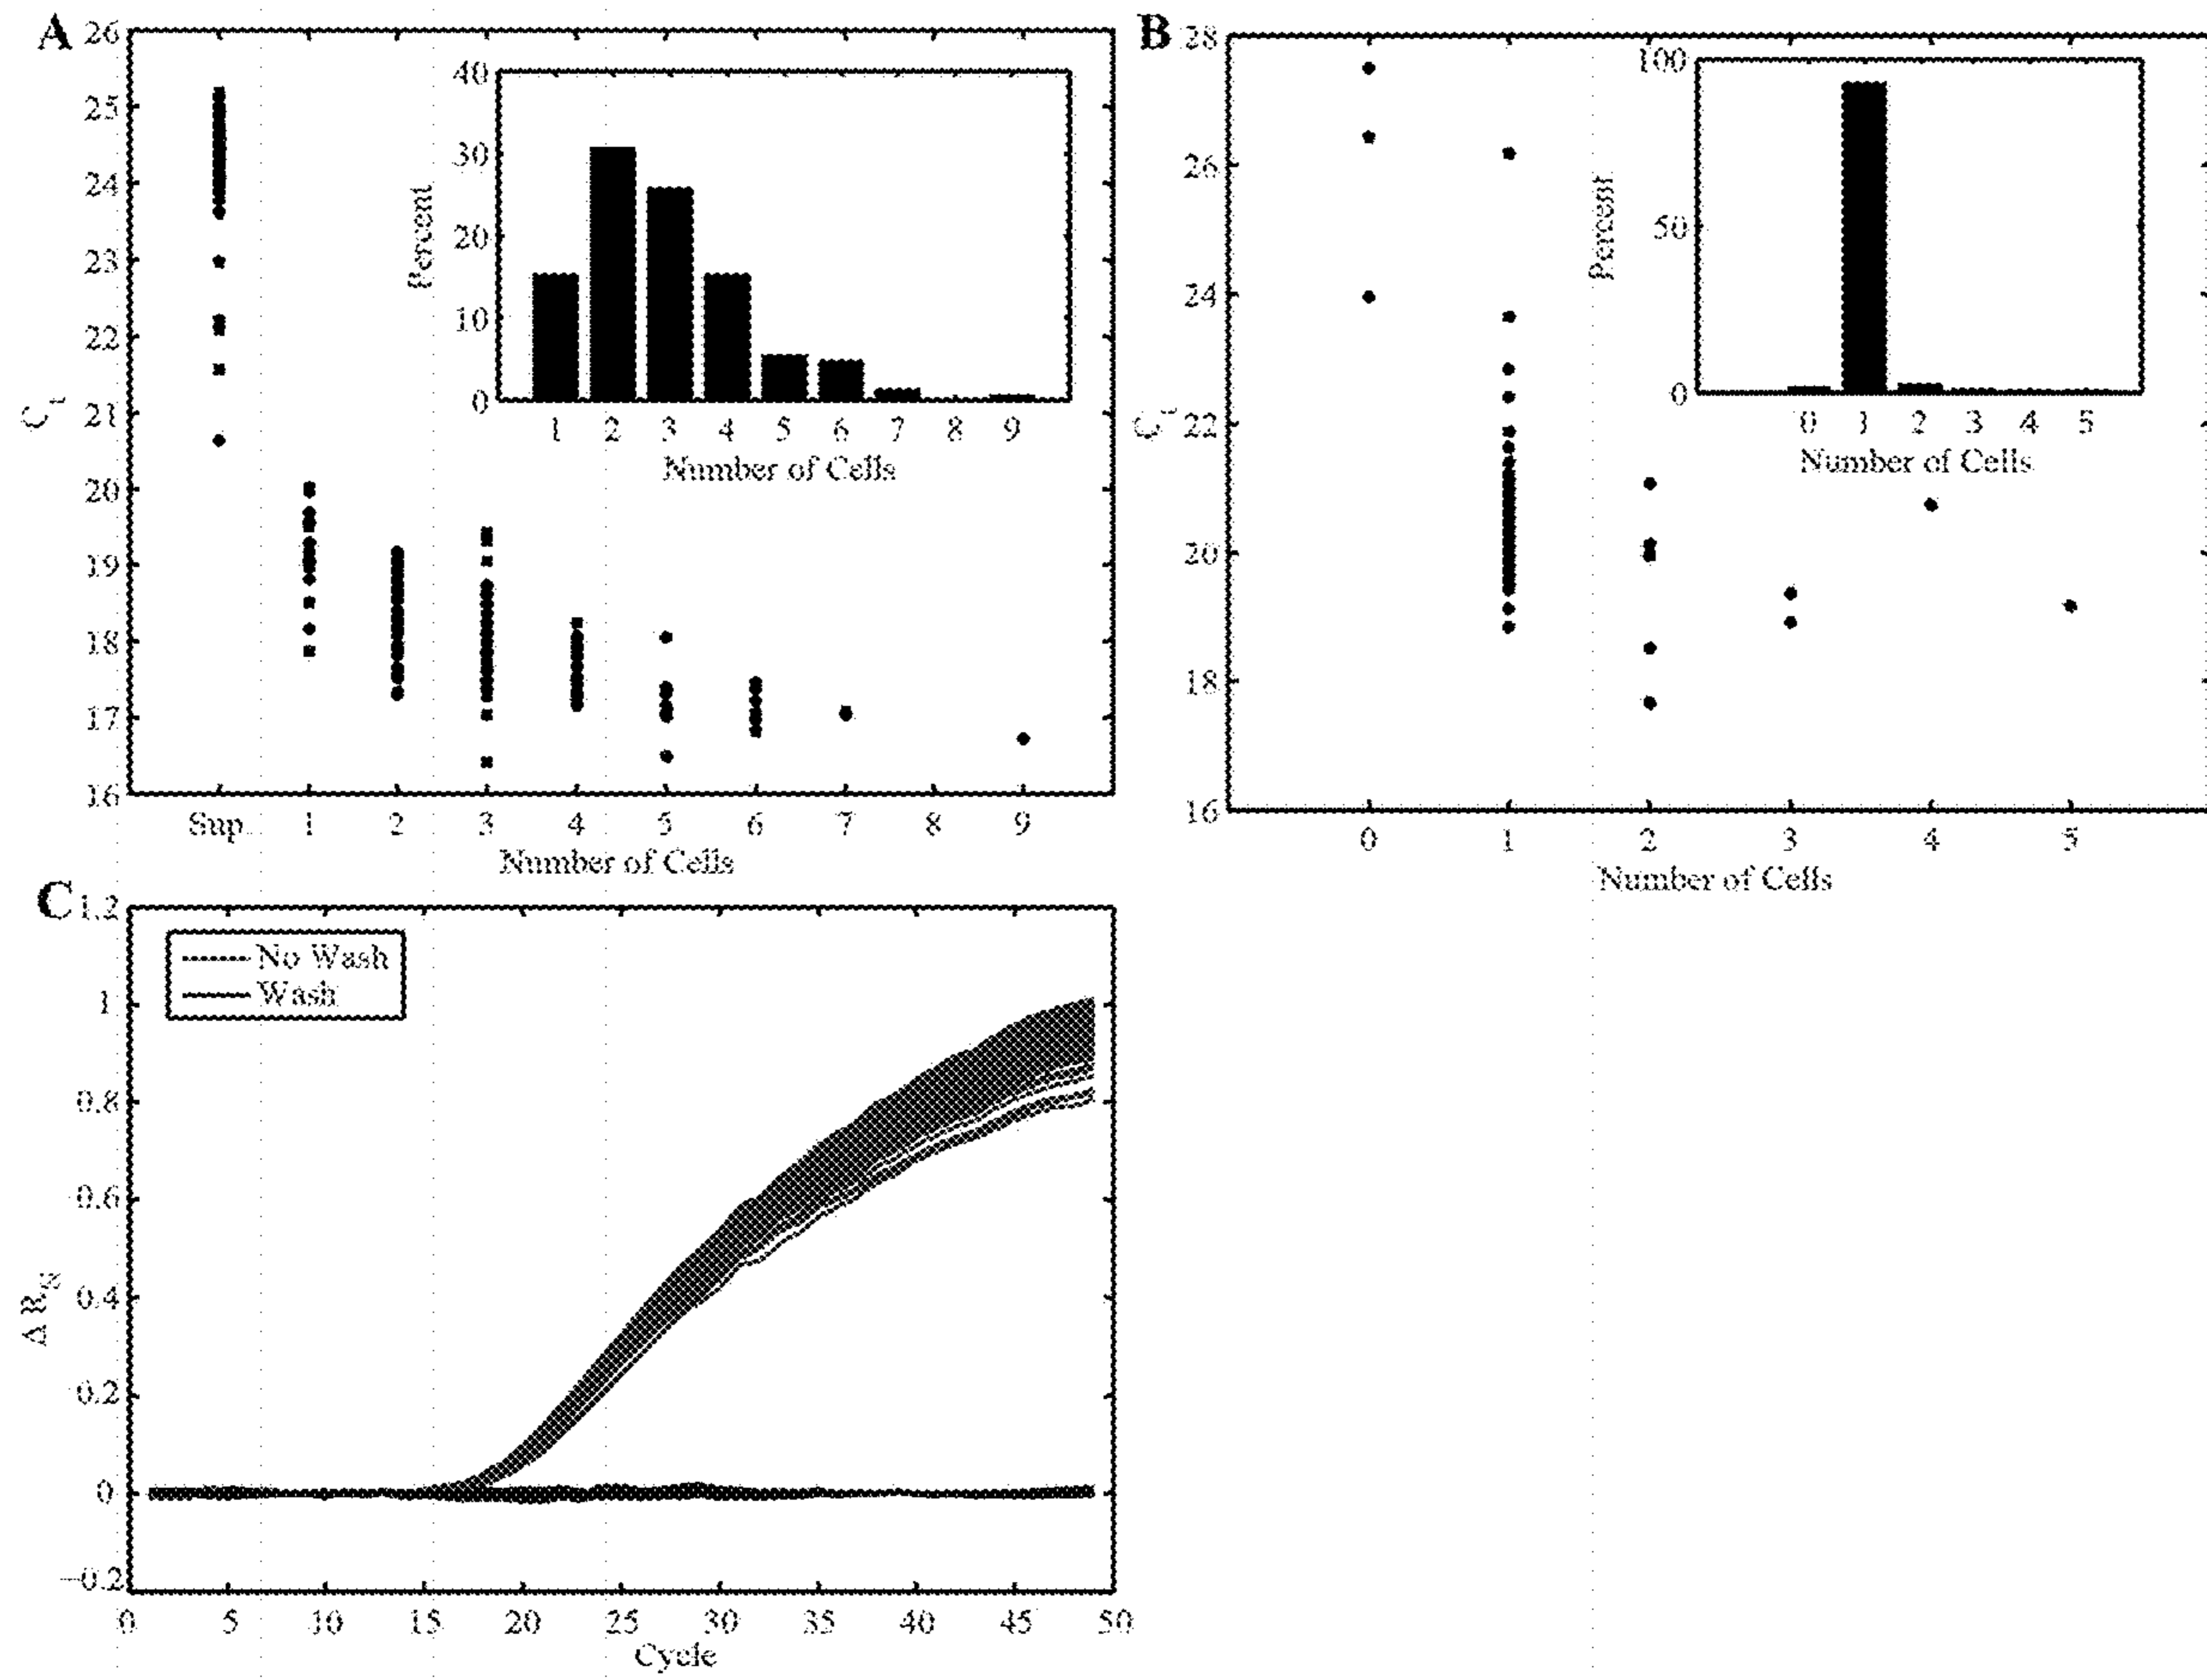 A
26
25
24
23
22
21
20
19
18
17
16
C t
Sup 1 2 3 4 5 6 7 8 9
Number of Cells
40
30
20
10
0
Percent
1 2 3 4 5 6 7 8 9
Number of Cells
B
28
26
24
22
20
18
16
C t
0 1 2 3 4 5
Number of Cells
100
50
0
Percent
0 1 2 3 4 5
Number of Cells
C
1.2
1
0.8
0.6
0.4
0.2
0
−0.2
Δ R
No Wash
Wash
0 5 10 15 20 25 30 35 40 45 50
Cycle